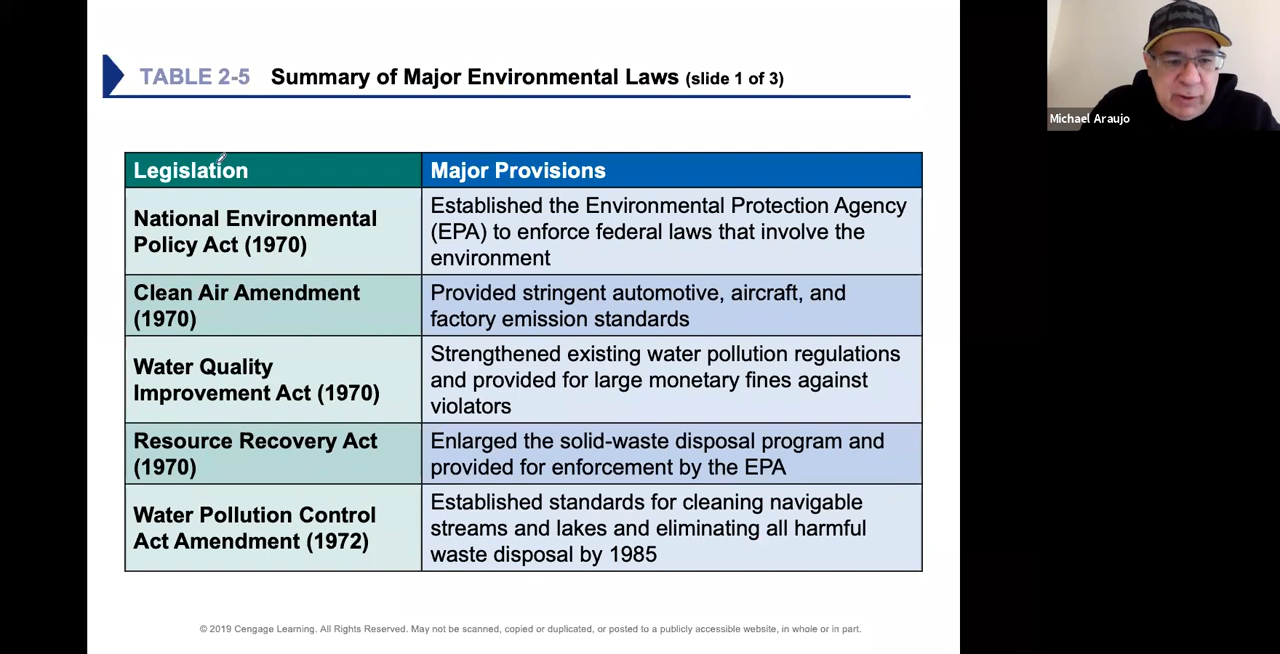 TABLE 2-5 Summary of Major Environmental Laws (slide 1 of 3)
Michael Araujo
Legislation
Major Provisions
National Environmental
Policy Act (1970)
Established the Environmental Protection Agency
(EPA) to enforce federal laws that involve the
environment
Clean Air Amendment
(1970)
Provided stringent automotive, aircraft, and
factory emission standards
Water Quality
Improvement Act (1970)
Strengthened existing water pollution regulations
and provided for large monetary fines against
violators
Resource Recovery Act
(1970)
Enlarged the solid-waste disposal program and
provided for enforcement by the EPA
Water Pollution Control
Act Amendment (1972)
Established standards for cleaning navigable
streams and lakes and eliminating all harmful
waste disposal by 1985
© 2019 Cengage Learning. All Rights Reserved. May not be scanned, copied or duplicated, or posted to a publicly accessible website, in whole or in part.